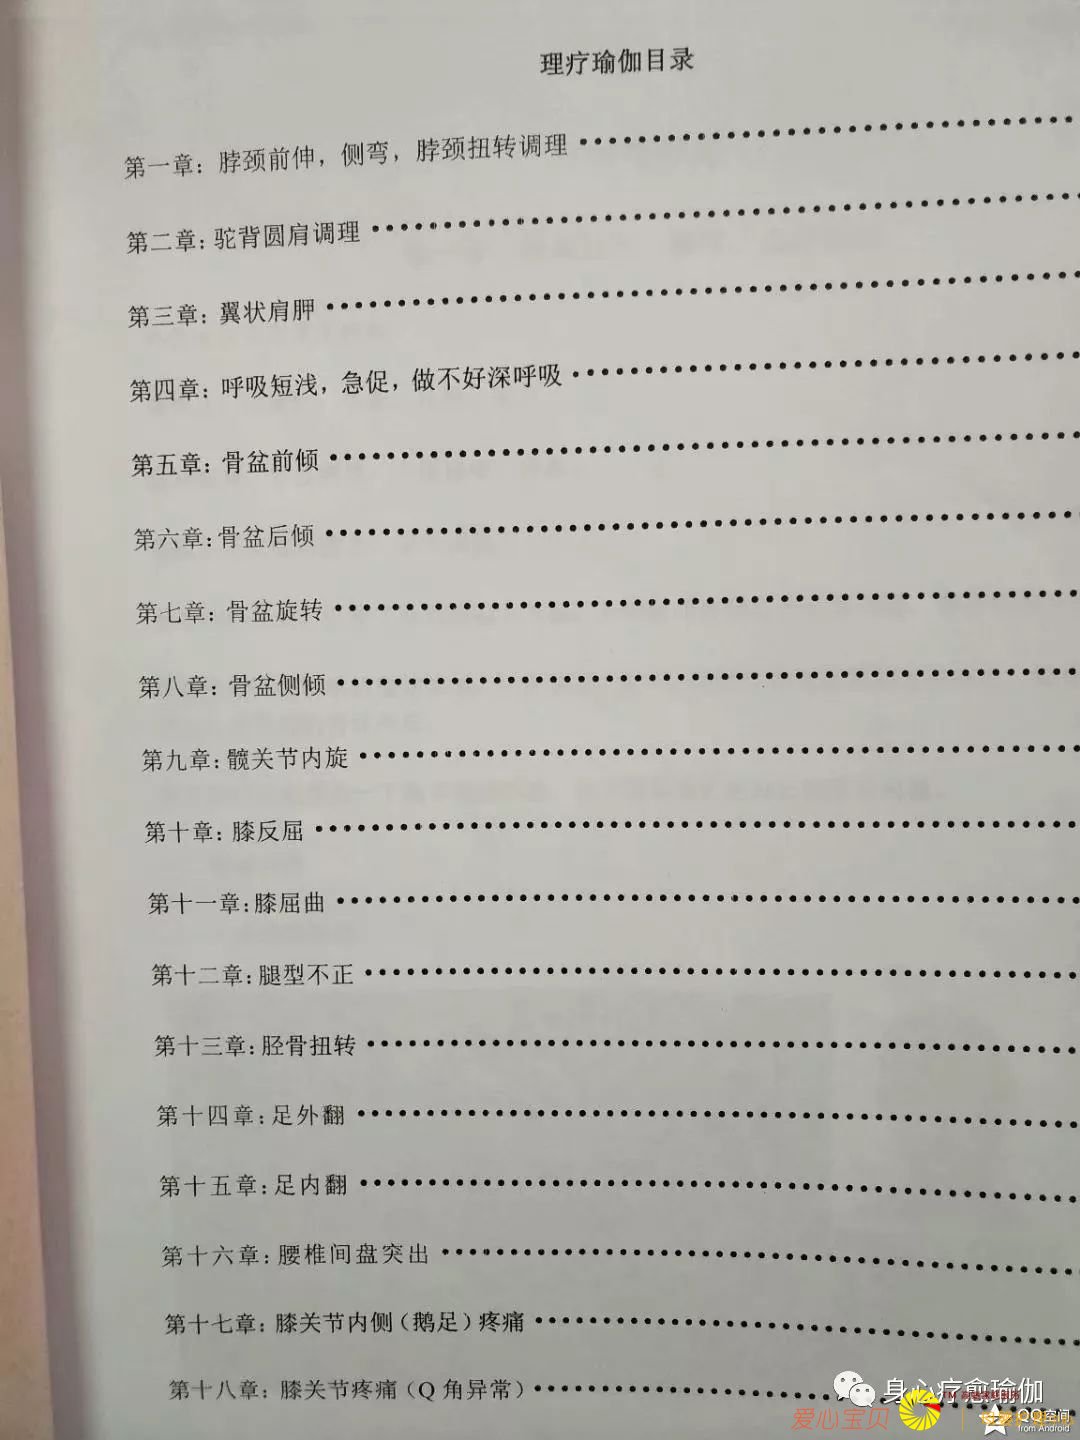 理疗瑜伽目录
第一章：脖颈前伸，侧弯，脖颈扭转调理••••••••••••••••••••••••••••
第二章：驼背圆肩调理••••••••••••••••••••••••••••••••••••••••
第三章：翼状肩胛••••••••••••••••••••••••••••••••••••••••••••
第四章：呼吸短浅，急促，做不好深呼吸•••••••••••••••••••••••••••••
第五章：骨盆前倾••••••••••••••••••••••••••••••••••••••••••••
第六章：骨盆后倾••••••••••••••••••••••••••••••••••••••••••••
第七章：骨盆旋转••••••••••••••••••••••••••••••••••••••••••••
第八章：骨盆侧倾••••••••••••••••••••••••••••••••••••••••••••
第九章：髋关节内旋••••••••••••••••••••••••••••••••••••••••••
第十章：膝反屈••••••••••••••••••••••••••••••••••••••••••••
第十一章：膝屈曲•••••••••••••••••••••••••••••••••••••••••••
第十二章：腿型不正••••••••••••••••••••••••••••••••••••••••••
第十三章：胫骨扭转••••••••••••••••••••••••••••••••••••••••••
第十四章：足外翻•••••••••••••••••••••••••••••••••••••••••••
第十五章：足内翻•••••••••••••••••••••••••••••••••••••••••••
第十六章：腰椎间盘突出••••••••••••••••••••••••••••••••••••••
第十七章：膝关节内侧（鹅足）疼痛••••••••••••••••••••••••••••••••
第十八章：膝关节疼痛（Q 角异常）••••••••••••••••••••••••••••••••
身心疗愈瑜伽
爱心宝贝
QQ空间
from Android